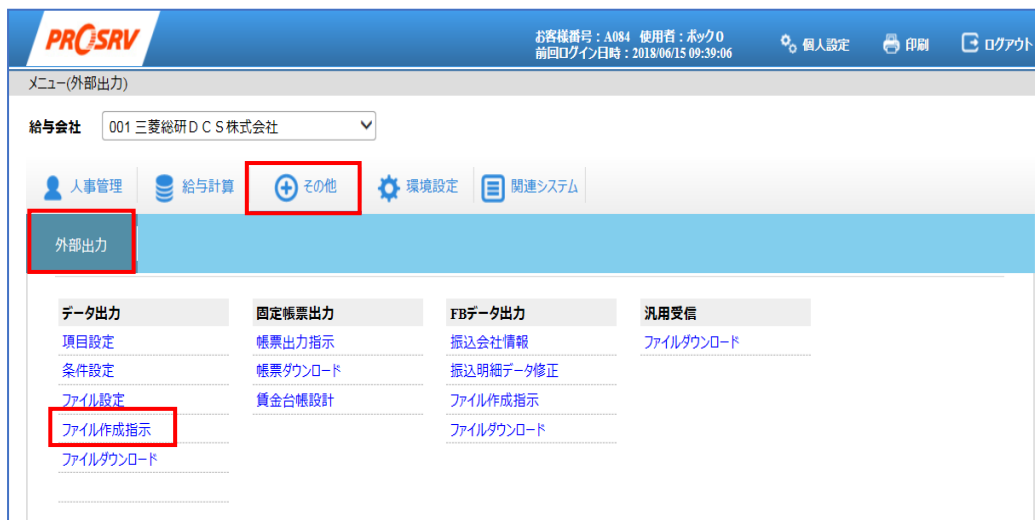 PROSRV
お客様番号：A084 使用者：ボック０
前回ログイン日時：2018/06/15 09:39:06
個人設定
印刷
ログアウト
メニュー(外部出力)
給与会社
001 三菱総研ＤＣＳ株式会社
人事管理
給与計算
その他
環境設定
関連システム
外部出力
データ出力
項目設定
条件設定
ファイル設定
ファイル作成指示
ファイルダウンロード
固定帳票出力
帳票出力指示
帳票ダウンロード
賃金台帳設計
FBデータ出力
振込会社情報
振込明細データ修正
ファイル作成指示
ファイルダウンロード
汎用受信
ファイルダウンロード